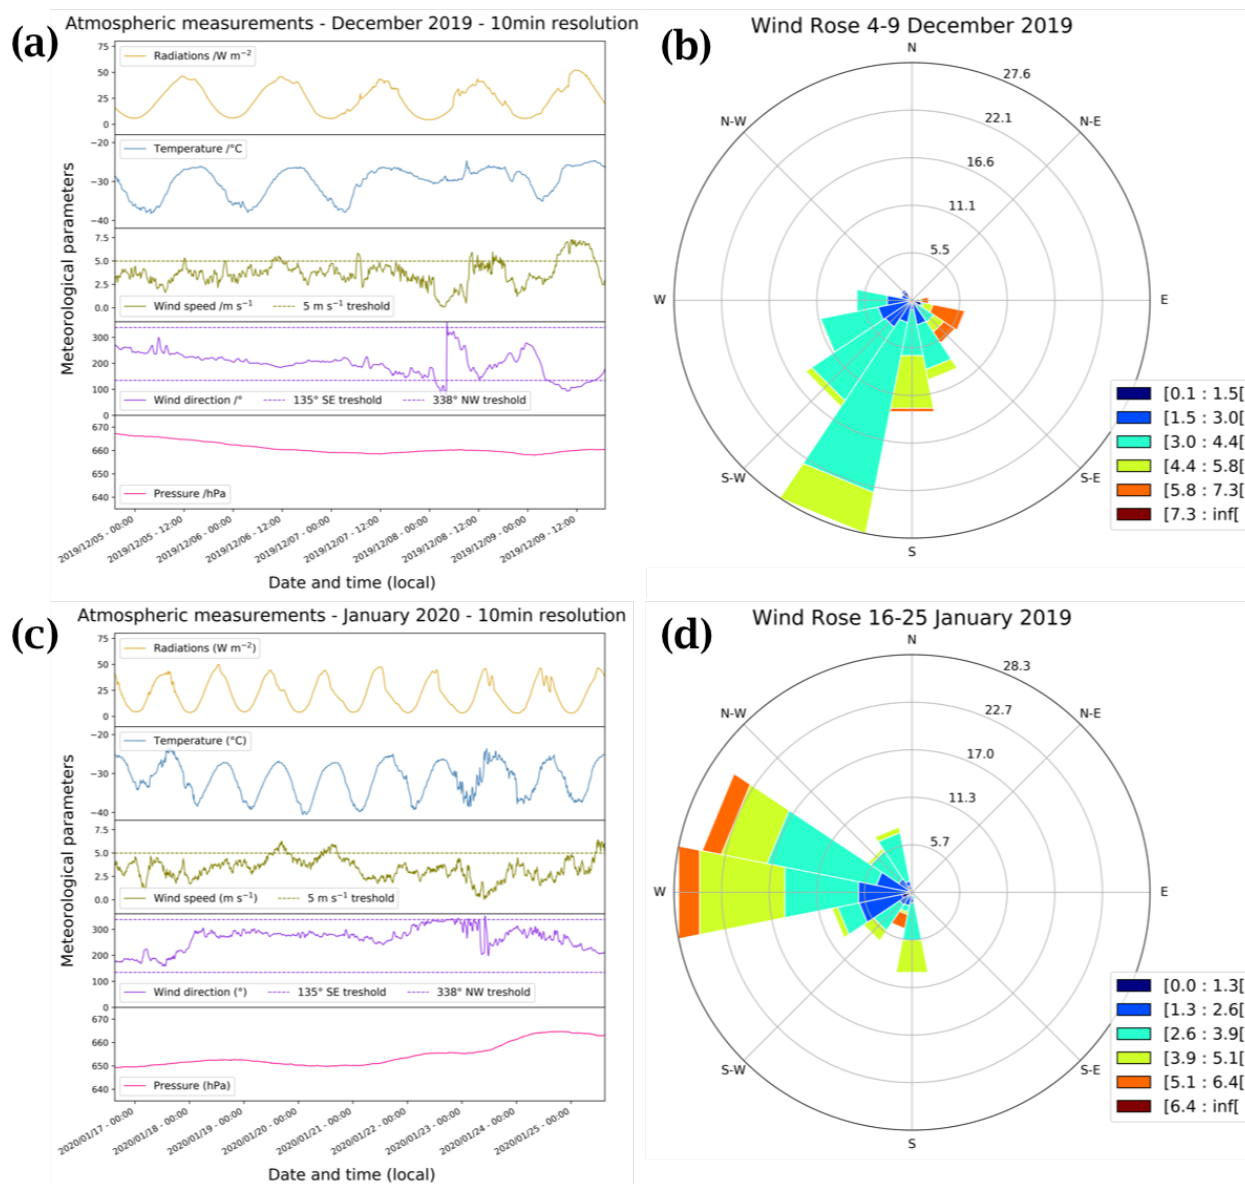 (a)
Atmospheric measurements - December 2019 - 10min resolution
Meteorological parameters
75
50
25
0
Radiations /W m⁻²
−20
−30
−40
Temperature /°C
7.5
5.0
2.5
0.0
Wind speed /m s⁻¹
5 m s⁻¹ treshold
300
200
100
0
Wind direction /°
135° SE treshold
338° NW treshold
670
660
650
640
Pressure /hPa
2019/12/05 - 00:00
2019/12/05 - 12:00
2019/12/06 - 00:00
2019/12/06 - 12:00
2019/12/07 - 00:00
2019/12/07 - 12:00
2019/12/08 - 00:00
2019/12/08 - 12:00
2019/12/09 - 00:00
2019/12/09 - 12:00
Date and time (local)
(b)
Wind Rose 4-9 December 2019
N
27.6
N-W
22.1
N-E
16.6
11.1
5.5
W
E
S-W
S-E
S
[0.1 : 1.5[
[1.5 : 3.0[
[3.0 : 4.4[
[4.4 : 5.8[
[5.8 : 7.3[
[7.3 : inf[
(c)
Atmospheric measurements - January 2020 - 10min resolution
Meteorological parameters
75
50
25
0
Radiations (W m⁻²)
−20
−30
−40
Temperature (°C)
5.0
2.5
0.0
Wind speed (m s⁻¹)
5 m s⁻¹ treshold
300
200
100
0
Wind direction (°)
135° SE treshold
338° NW treshold
670
660
650
640
Pressure (hPa)
2020/01/17 - 00:00
2020/01/18 - 00:00
2020/01/19 - 00:00
2020/01/20 - 00:00
2020/01/21 - 00:00
2020/01/22 - 00:00
2020/01/23 - 00:00
2020/01/24 - 00:00
2020/01/25 - 00:00
Date and time (local)
(d)
Wind Rose 16-25 January 2019
N
28.3
N-W
22.7
N-E
17.0
11.3
5.7
W
E
S-W
S-E
S
[0.0 : 1.3[
[1.3 : 2.6[
[2.6 : 3.9[
[3.9 : 5.1[
[5.1 : 6.4[
[6.4 : inf[